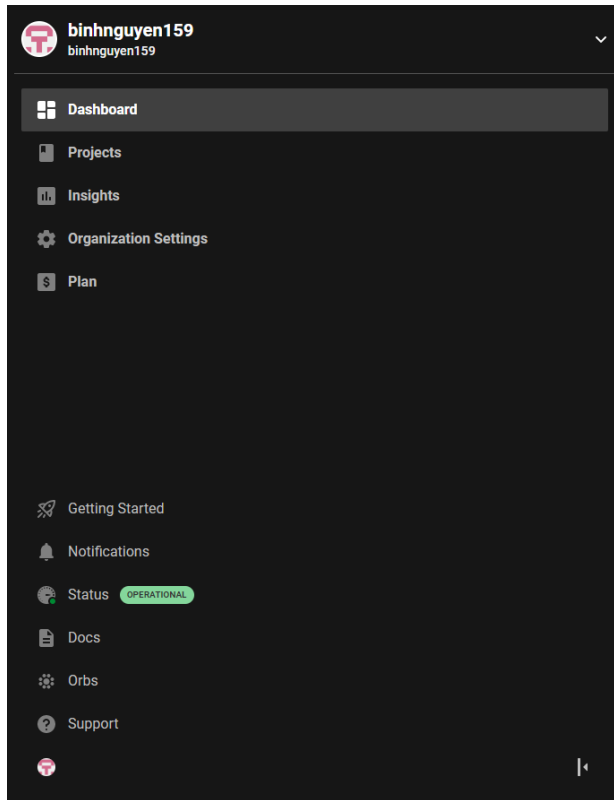 binhnguyen159
binhnguyen159
Dashboard
Projects
Insights
Organization Settings
Plan
Getting Started
Notifications
Status OPERATIONAL
Docs
Orbs
Support